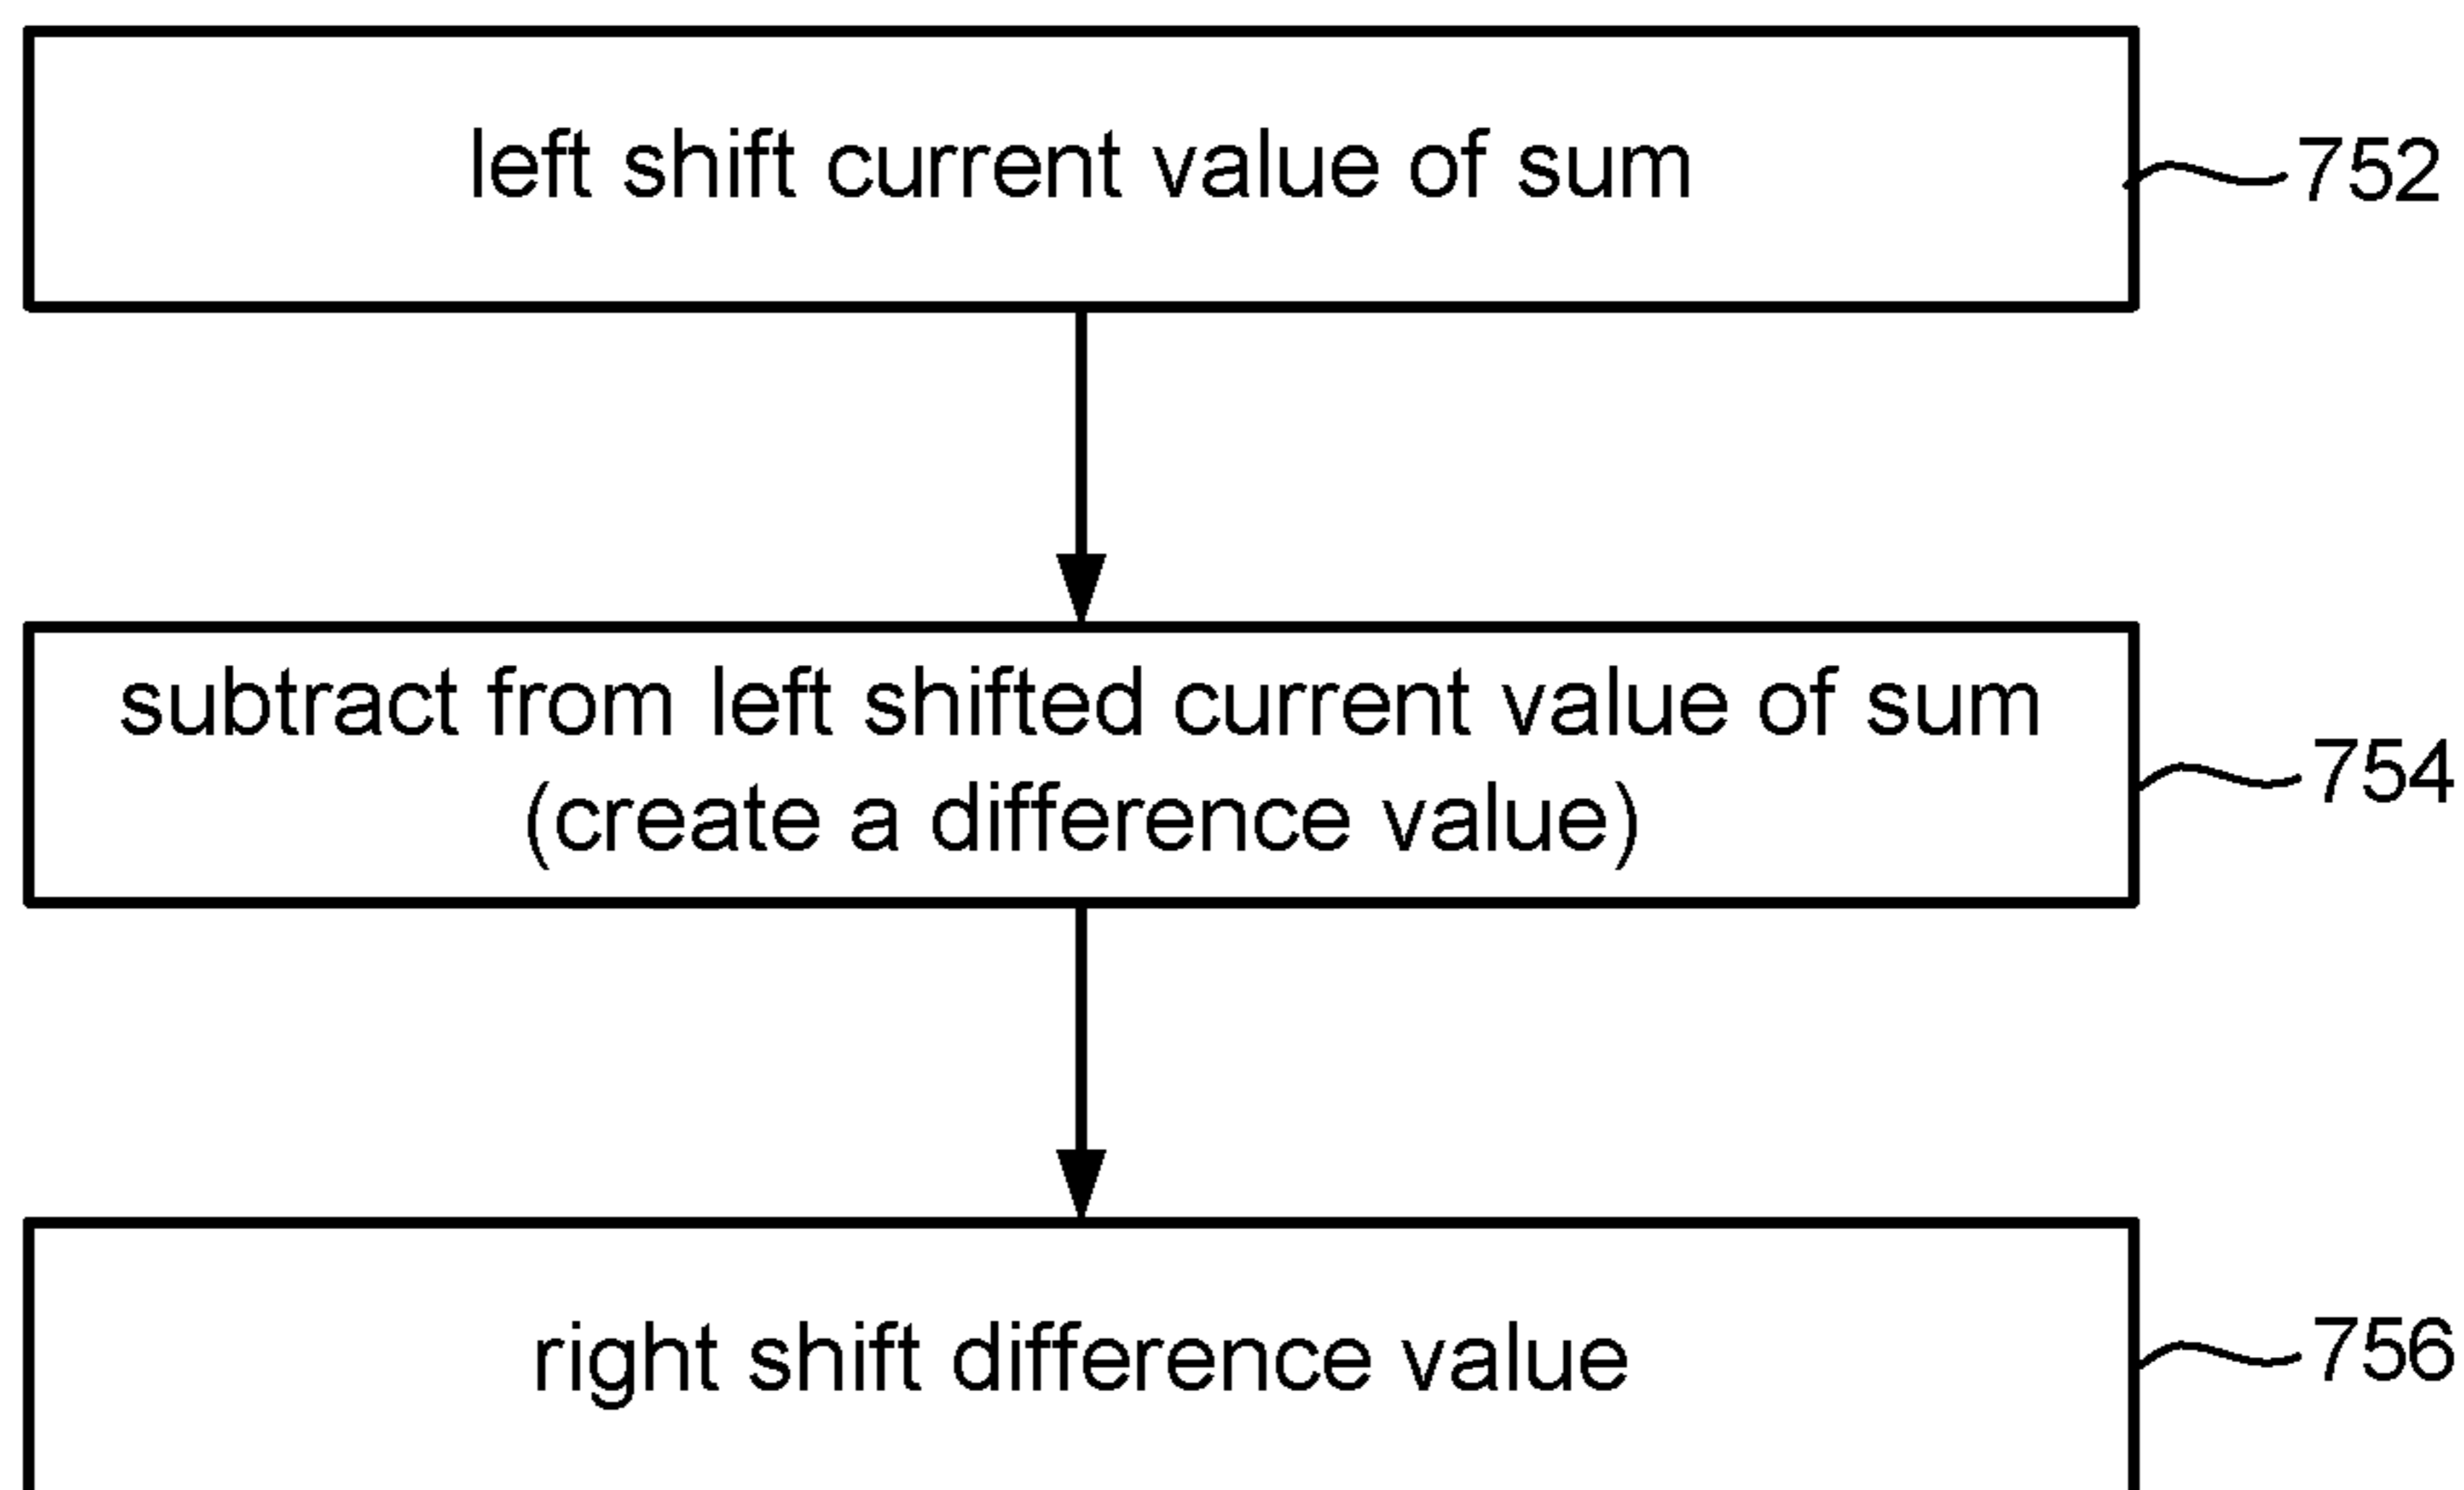 left shift current value of sum
752
subtract from left shifted current value of sum
(create a difference value)
754
right shift difference value
756